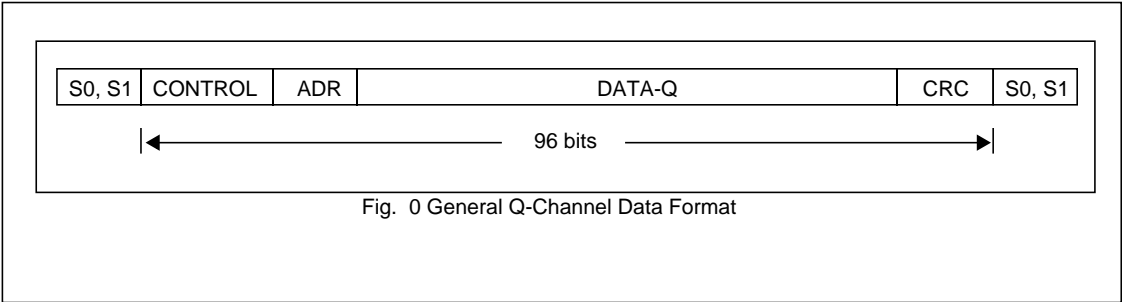 S0, S1 CONTROL ADR DATA-Q CRC S0, S1
96 bits
Fig. 0 General Q-Channel Data Format